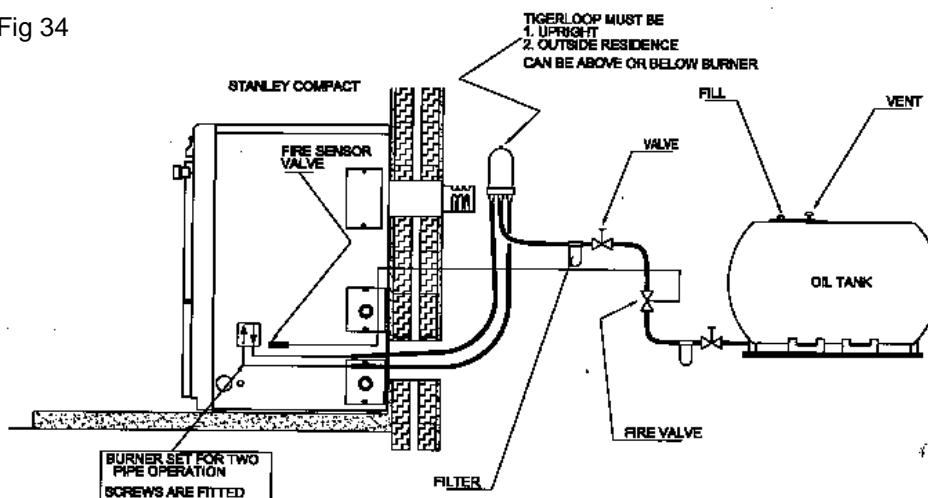 Fig 34
TIGERLOOP MUST BE
1. UPRIGHT
2. OUTSIDE RESIDENCE
CAN BE ABOVE OR BELOW BURNER
STANLEY COMPACT
FILL
VENT
FIRE SENSOR
VALVE
VALVE
OIL TANK
FIRE VALVE
BURNER SET FOR TWO
PIPE OPERATION
SCREWS ARE FITTED
FILTER